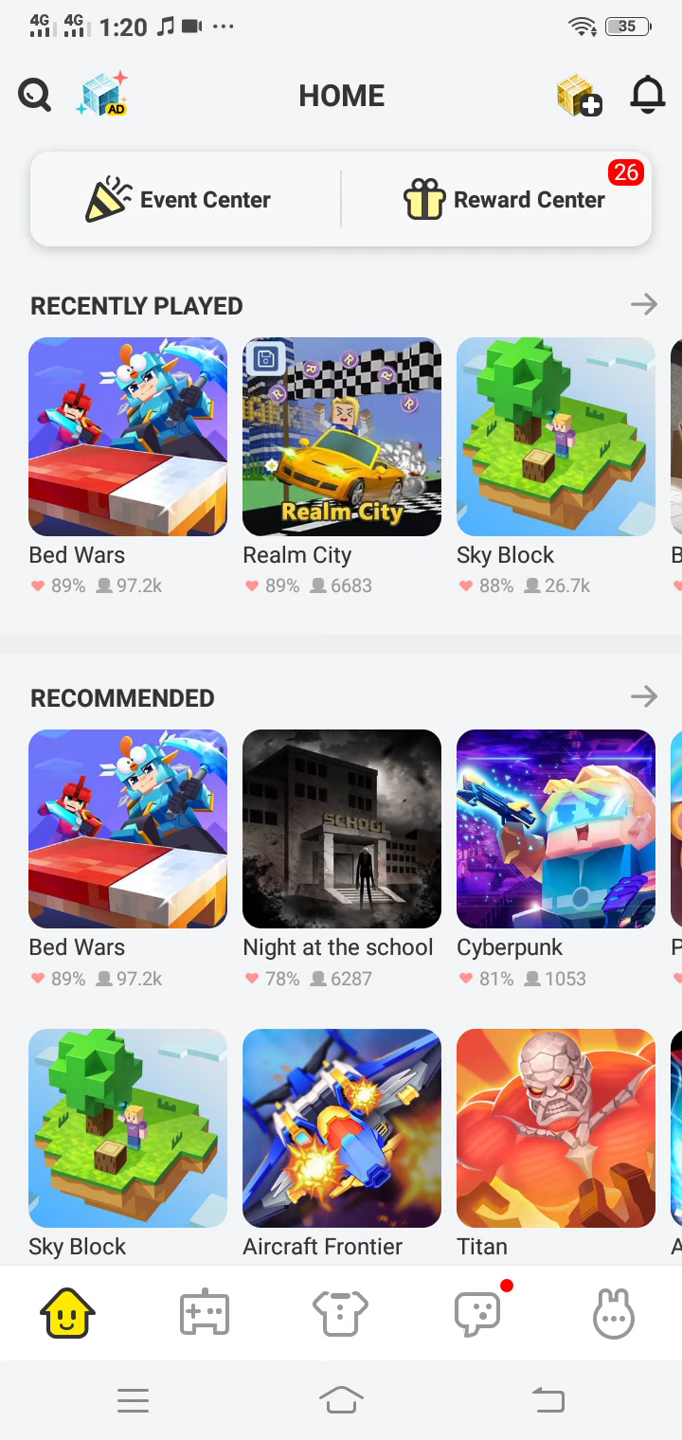 4G 4G 1:20 35
AD HOME
Event Center Reward Center 26
RECENTLY PLAYED
Realm City
Bed Wars Realm City Sky Block B
89% 97.2k 89% 6683 88% 26.7k
RECOMMENDED
SCHOOL
Bed Wars Night at the school Cyberpunk P
89% 97.2k 78% 6287 81% 1053
Sky Block Aircraft Frontier Titan A